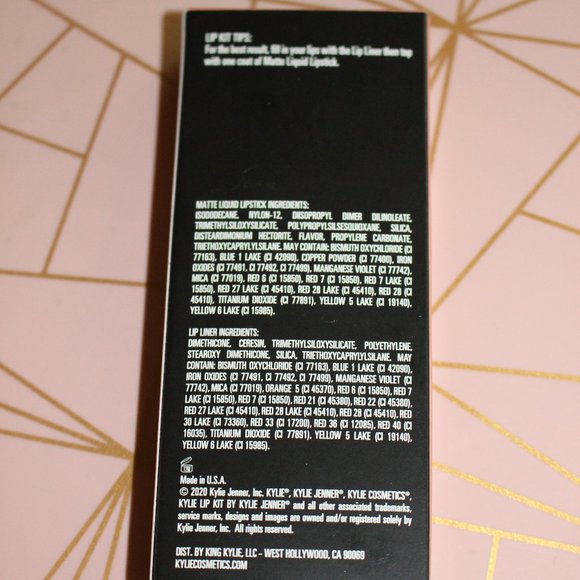 LIP KIT TIPS:
For the best result, fill in your lips with the Lip Liner then top
with one coat of Matte Liquid Lipstick.
MATTE LIQUID LIPSTICK INGREDIENTS:
ISODODECANE, NYLON-12, DIISOPROPYL DIMER DILINOLEATE,
TRIMETHYLSILOXYSILICATE, POLYPROPYLSILSESQUIOXANE, SILICA,
DISTEARDIMONIUM HECTORITE, FLAVOR, PROPYLENE CARBONATE,
TRIETHOXYCAPRYLYLSILANE. MAY CONTAIN: BISMUTH OXYCHLORIDE (CI
77163), BLUE 1 LAKE (CI 42090), COPPER POWDER (CI 77400), IRON
OXIDES (CI 77491, CI 77492, CI 77499), MANGANESE VIOLET (CI 77742),
MICA (CI 77019), RED 6 (CI 15850), RED 7 (CI 15850), RED 7 LAKE (CI
15850), RED 27 LAKE (CI 45410), RED 28 LAKE (CI 45410), RED 28 (CI
45410), TITANIUM DIOXIDE (CI 77891), YELLOW 5 LAKE (CI 19140),
YELLOW 6 LAKE (CI 15985).
LIP LINER INGREDIENTS:
DIMETHICONE, CERESIN, TRIMETHYLSILOXYSILICATE, POLYETHYLENE,
STEAROXY DIMETHICONE, SILICA, TRIETHOXYCAPRYLYLSILANE. MAY
CONTAIN: BISMUTH OXYCHLORIDE (CI 77163), BLUE 1 LAKE (CI 42090),
IRON OXIDES (CI 77491, CI 77492, CI 77499), MANGANESE VIOLET (CI
77742), MICA (CI 77019), ORANGE 5 (CI 45370), RED 6 (CI 15850), RED 7
LAKE (CI 15850), RED 7 (CI 15850), RED 21 (CI 45380), RED 22 (CI 45380),
RED 27 LAKE (CI 45410), RED 28 LAKE (CI 45410), RED 28 (CI 45410), RED
30 LAKE (CI 73360), RED 33 (CI 17200), RED 36 (CI 12085), RED 40 (CI
16035), TITANIUM DIOXIDE (CI 77891), YELLOW 5 LAKE (CI 19140),
YELLOW 6 LAKE (CI 15985).
Made in U.S.A.
© 2020 Kylie Jenner, Inc. KYLIE®, KYLIE JENNER®, KYLIE COSMETICS®,
KYLIE LIP KIT BY KYLIE JENNER® and all other associated trademarks,
service marks, designs and images are owned and/or registered solely by
Kylie Jenner, Inc. All rights reserved.
DIST. BY KING KYLIE, LLC – WEST HOLLYWOOD, CA 90069
KYLIECOSMETICS.COM